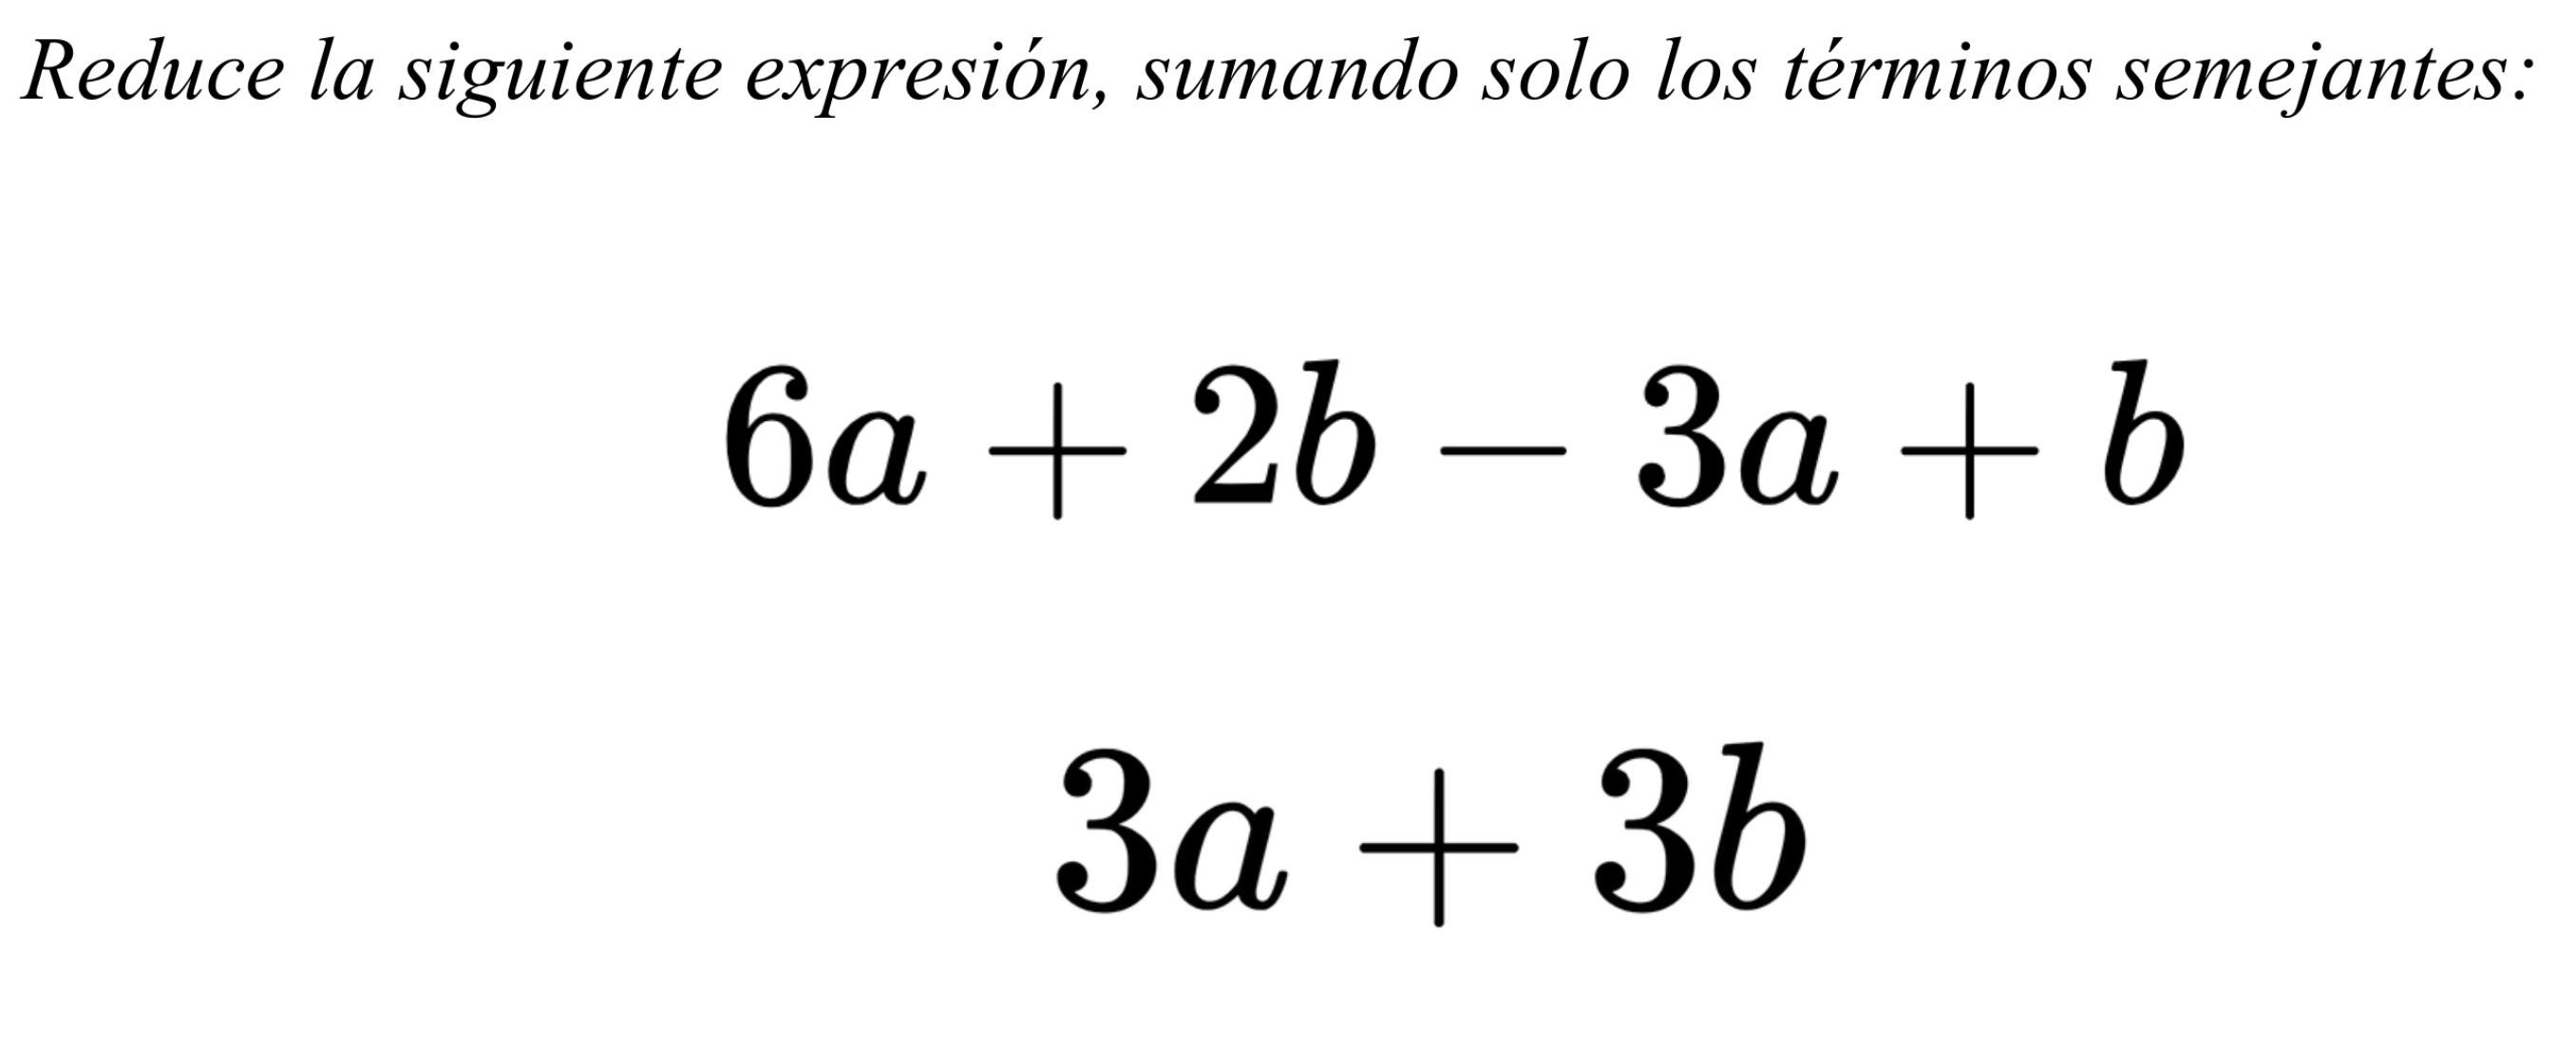 Reduce la siguiente expresión, sumando solo los términos semejantes:
6a + 2b − 3a + b
3a + 3b